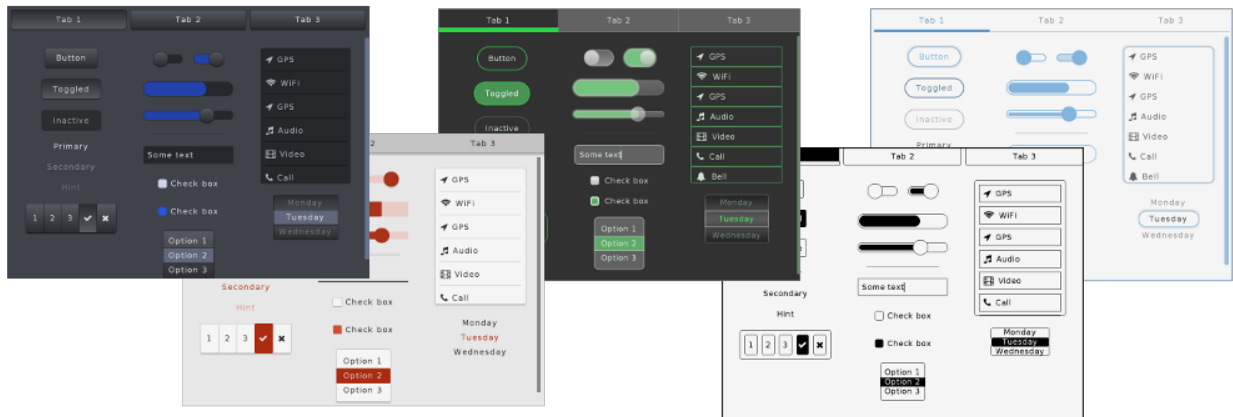 Tab 1
Tab 2
Tab 3
Button
Toggled
Inactive
Primary
Secondary
Hint
1 2 3
Some text
Check box
Check box
Option 1
Option 2
Option 3
GPS
WiFi
GPS
Audio
Video
Call
Monday
Tuesday
Wednesday
2
Tab 3
Secondary
Hint
1 2 3
Check box
Check box
Option 1
Option 2
Option 3
GPS
WiFi
GPS
Audio
Video
Call
Monday
Tuesday
Wednesday
Tab 1
Tab 2
Tab 3
Button
Toggled
Inactive
Some text
Check box
Check box
Option 1
Option 2
Option 3
GPS
WiFi
GPS
Audio
Video
Call
Bell
Monday
Tuesday
Wednesday
Tab 2
Tab 3
Secondary
Hint
1 2 3
Some text
Check box
Check box
Option 1
Option 2
Option 3
GPS
WiFi
GPS
Audio
Video
Call
Monday
Tuesday
Wednesday
Tab 1
Tab 2
Tab 3
Button
Toggled
Inactive
Primary
GPS
WiFi
GPS
Audio
Video
Call
Bell
Monday
Tuesday
Wednesday